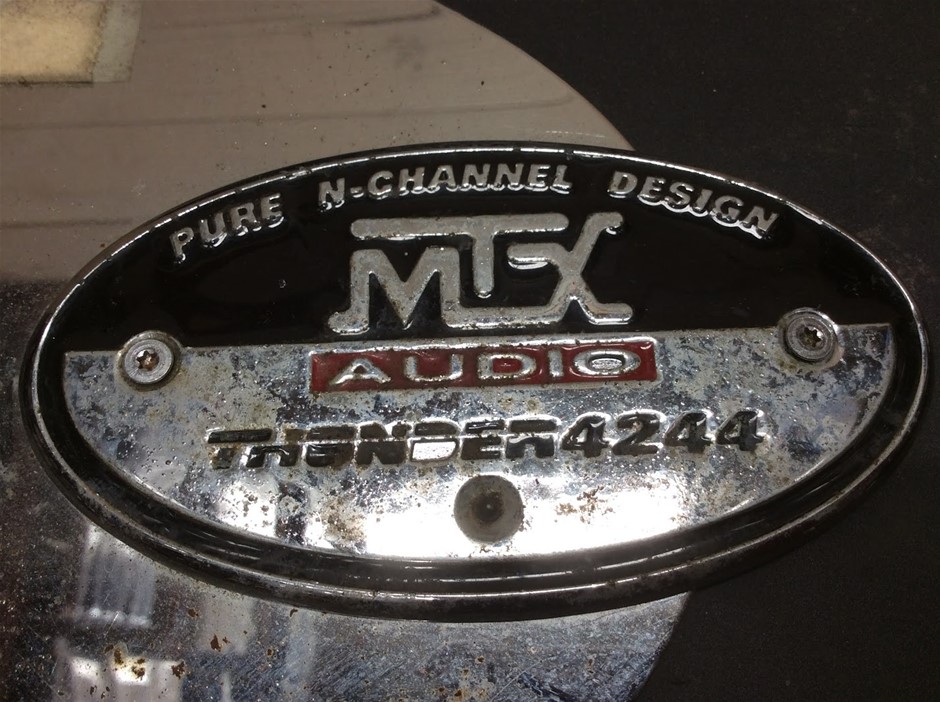 PURE N-CHANNEL DESIGN
MTX
AUDIO
THUNDER4244